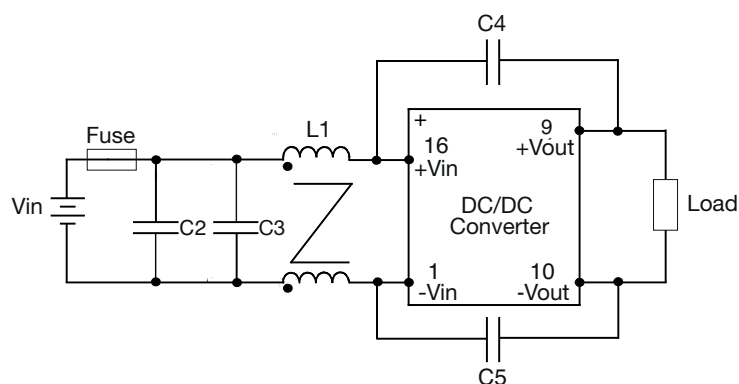 C4
Fuse
L1
+
16
+Vin
9
+Vout
Vin
C2
C3
DC/DC
Converter
Load
1
-Vin
10
-Vout
C5